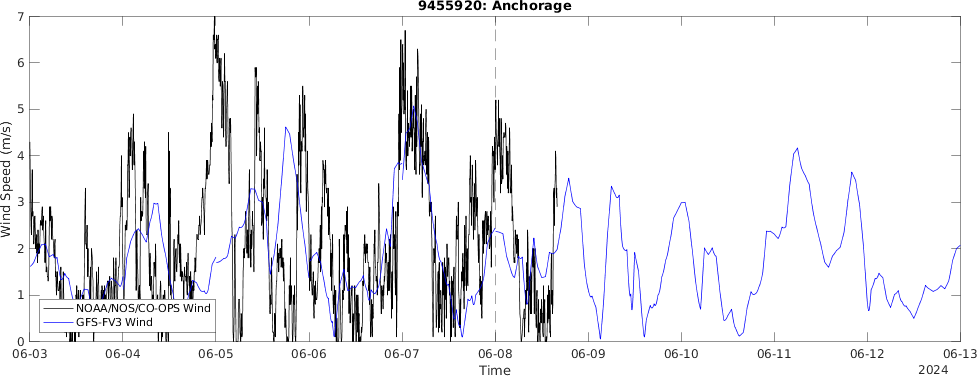 9455920: Anchorage
7
6
5
4
3
2
1
0
Wind Speed (m/s)
NOAA/NOS/CO-OPS Wind
GFS-FV3 Wind
06-03 06-04 06-05 06-06 06-07 06-08 06-09 06-10 06-11 06-12 06-13
Time
2024